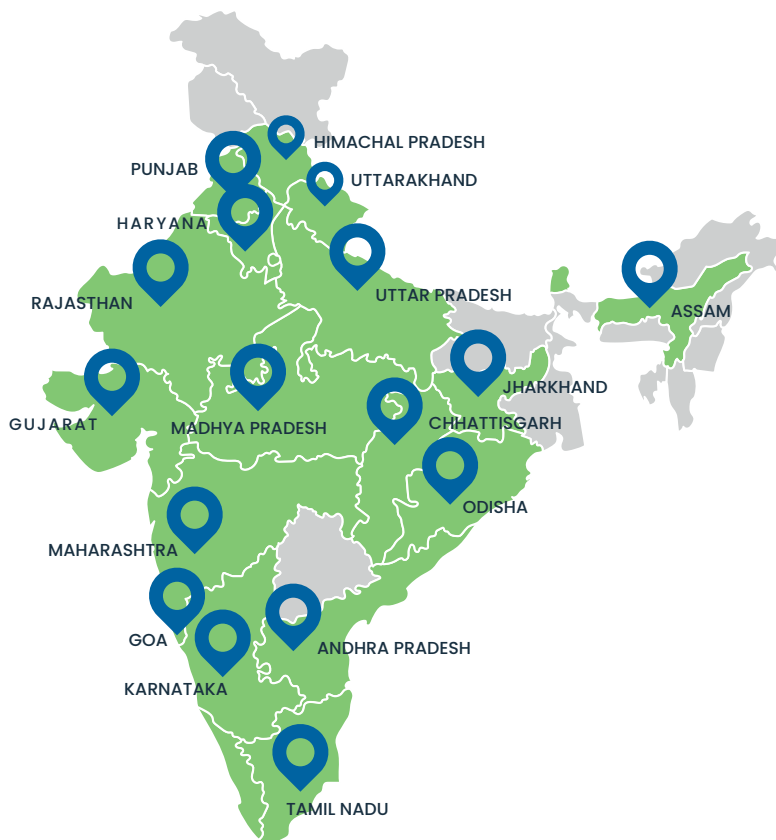 HIMACHAL PRADESH
PUNJAB
UTTARAKHAND
HARYANA
UTTAR PRADESH
RAJASTHAN
ASSAM
JHARKHAND
GUJARAT
CHHATTISGARH
MADHYA PRADESH
ODISHA
MAHARASHTRA
GOA
ANDHRA PRADESH
KARNATAKA
TAMIL NADU